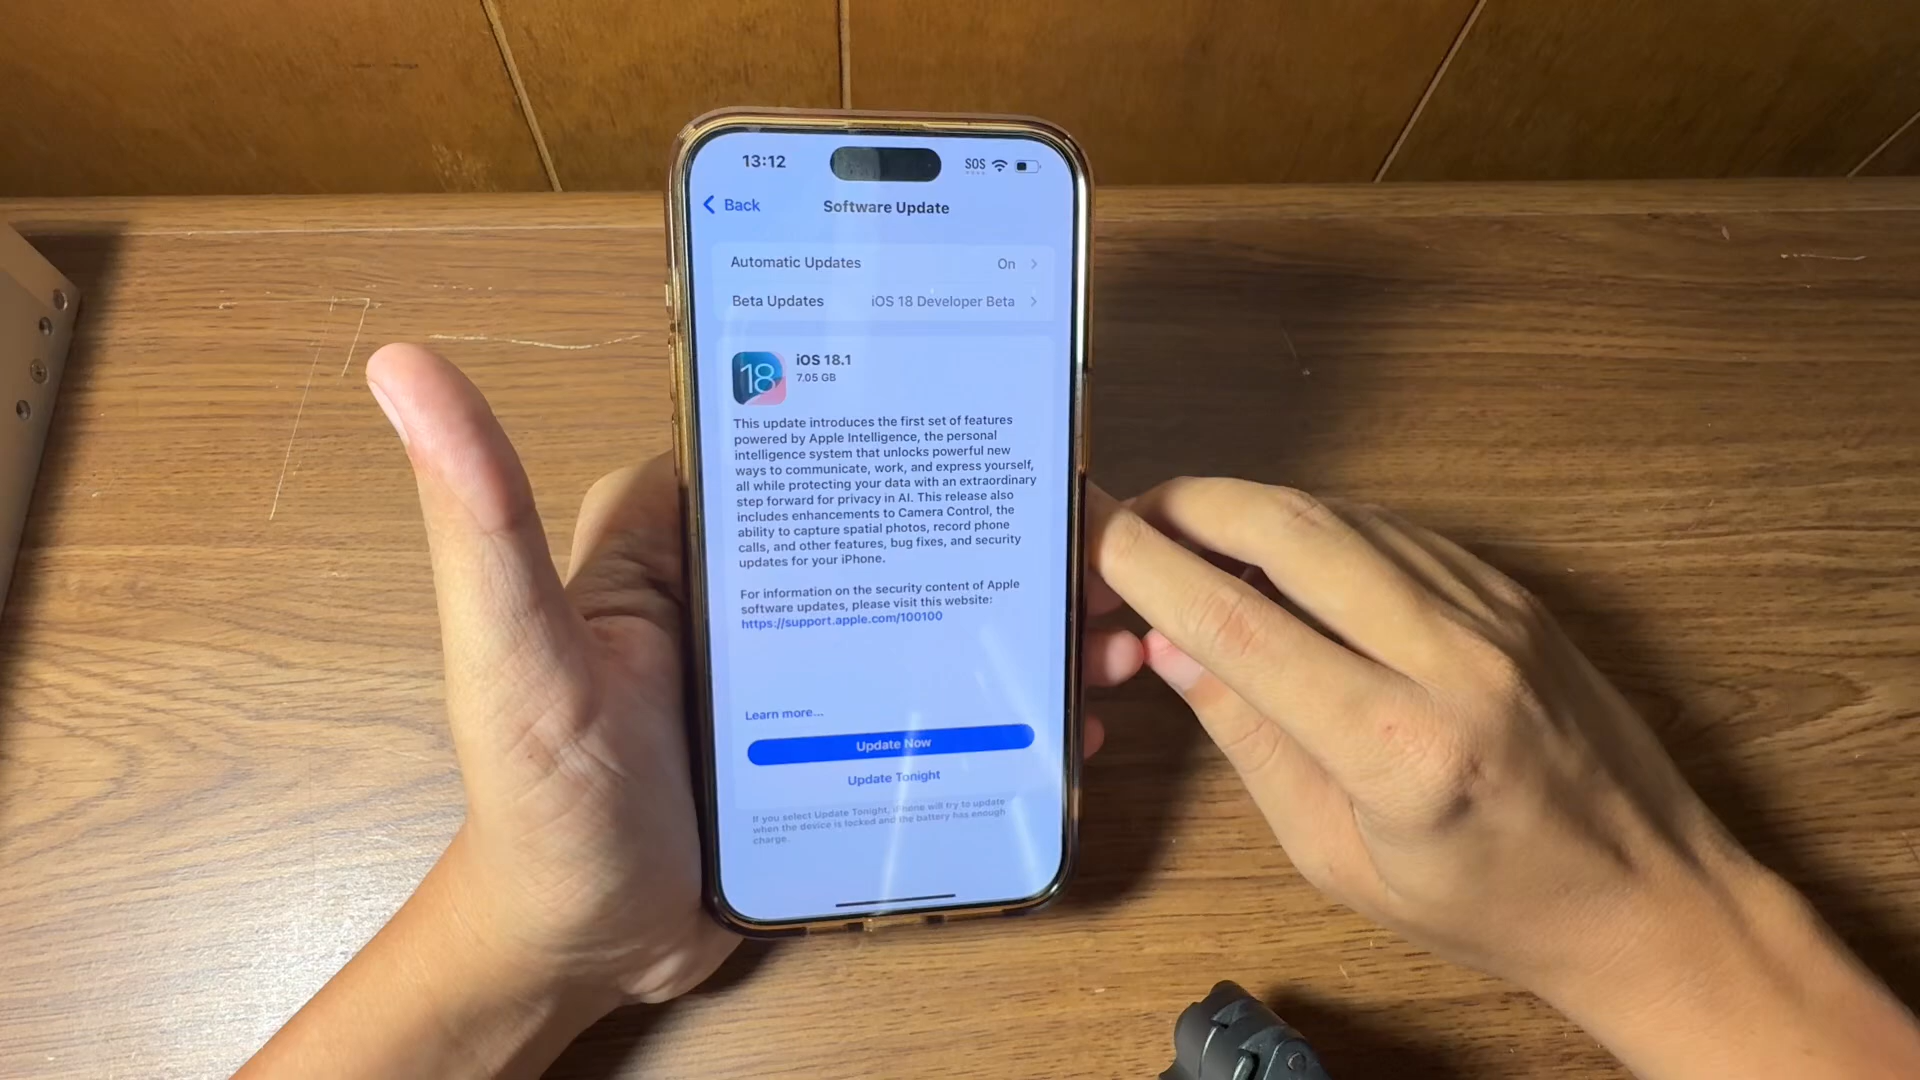 13:12
SOS
Back
Software Update
Automatic Updates On
Beta Updates iOS 18 Developer Beta
18
iOS 18.1
7.05 GB
This update introduces the first set of features
powered by Apple Intelligence, the personal
intelligence system that unlocks powerful new
ways to communicate, work, and express yourself,
all while protecting your data with an extraordinary
step forward for privacy in AI. This release also
includes enhancements to Camera Control, the
ability to capture spatial photos, record phone
calls, and other features, bug fixes, and security
updates for your iPhone.
For information on the security content of Apple
software updates, please visit this website:
https://support.apple.com/100100
Learn more...
Update Now
Update Tonight
If you select Update Tonight, iPhone will try to update
when the device is locked and the battery has enough
charge.